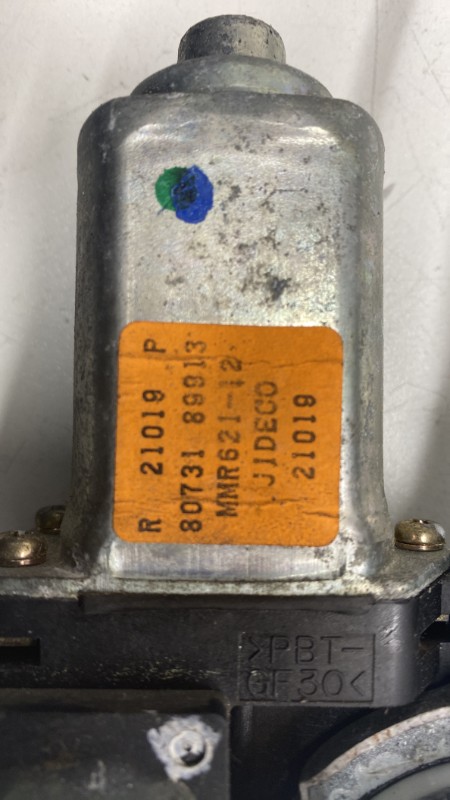 R 21019 P
80731 89913
MMR621-12
JIDECO
21019
>PBT-
GF30<